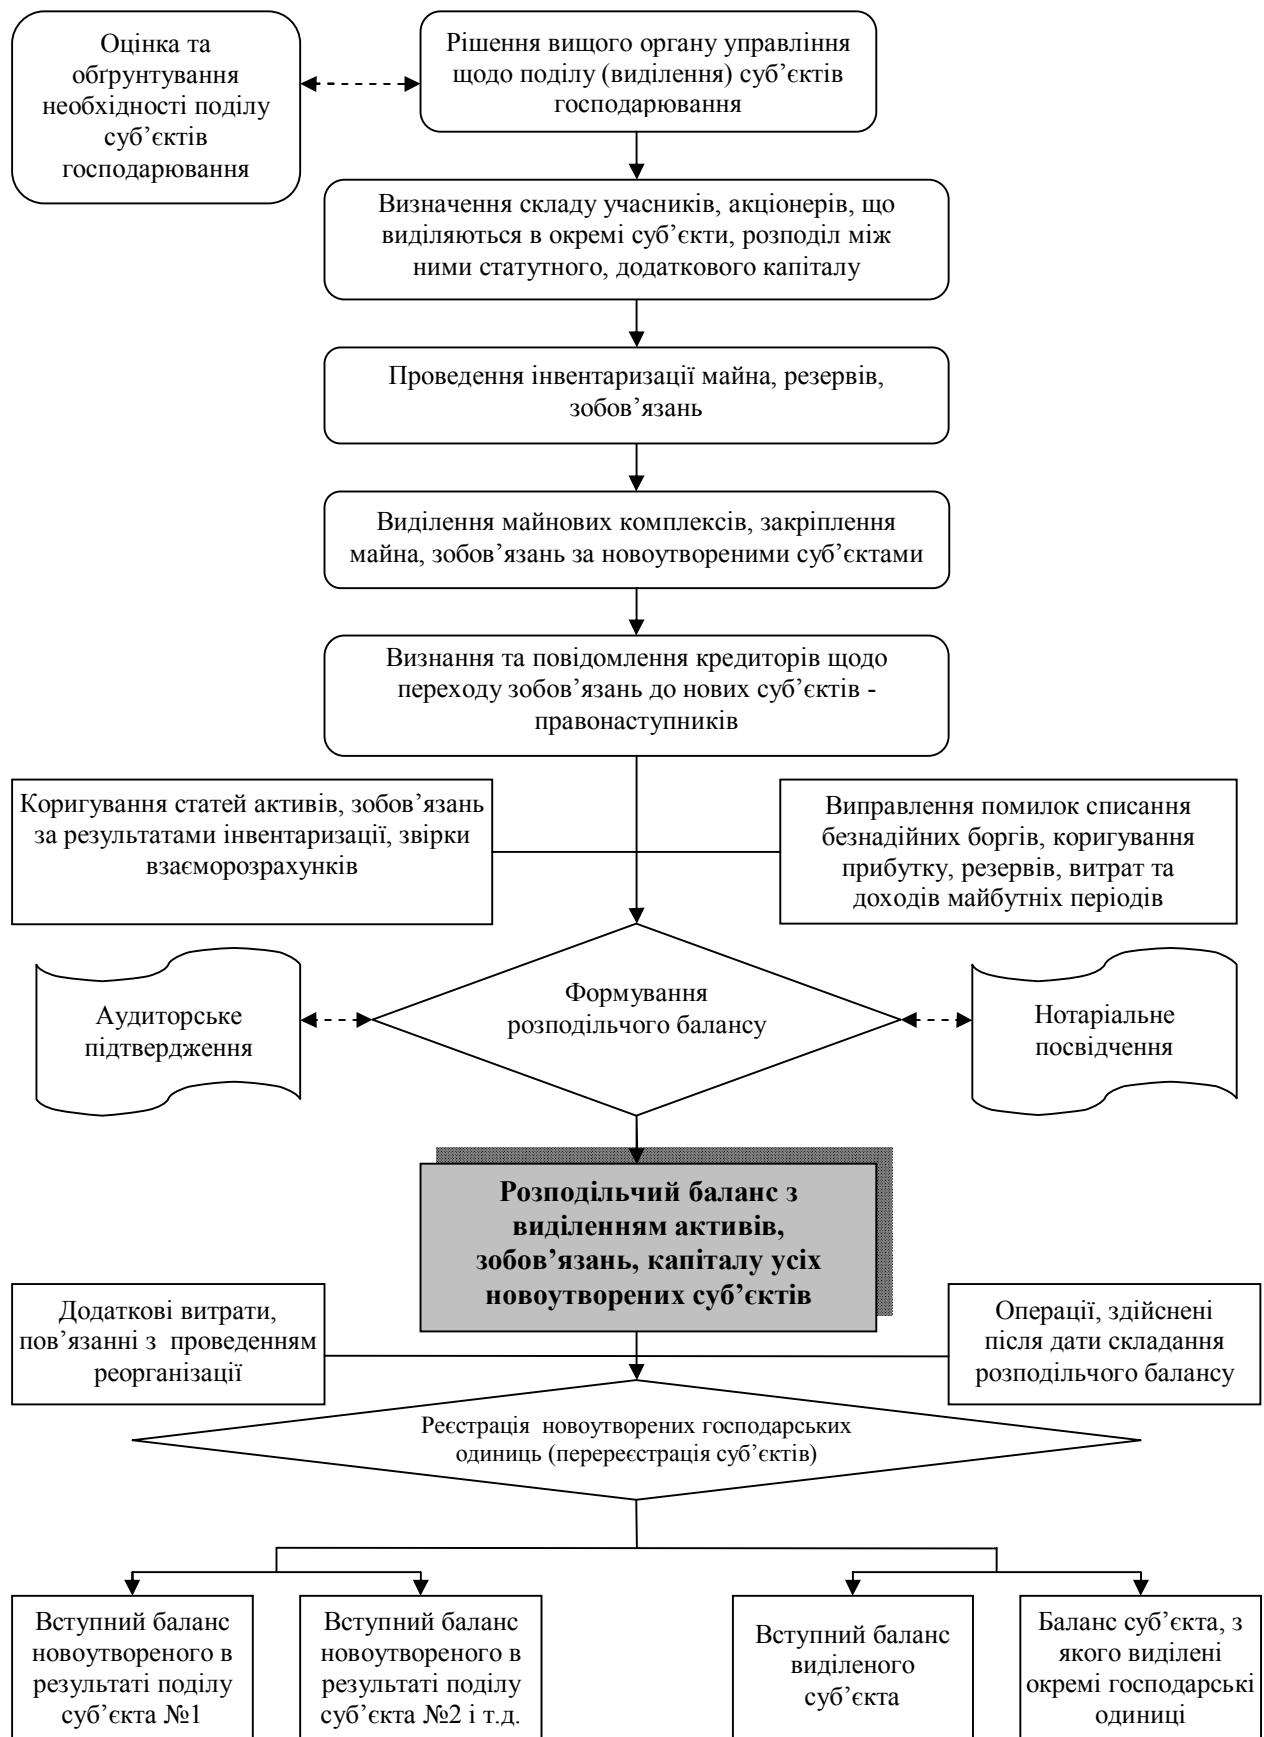 Оцінка та
обґрунтування
необхідності поділу
суб’єктів
господарювання
Рішення вищого органу управління
щодо поділу (виділення) суб’єктів
господарювання
Визначення складу учасників, акціонерів, що
виділяються в окремі суб’єкти, розподіл між
ними статутного, додаткового капіталу
Проведення інвентаризації майна, резервів,
зобов’язань
Виділення майнових комплексів, закріплення
майна, зобов’язань за новоутвореними суб’єктами
Визнання та повідомлення кредиторів щодо
переходу зобов’язань до нових суб’єктів -
правонаступників
Коригування статей активів, зобов’язань
за результатами інвентаризації, звірки
взаєморозрахунків
Виправлення помилок списання
безнадійних боргів, коригування
прибутку, резервів, витрат та
доходів майбутніх періодів
Аудиторське
підтвердження
Формування
розподільчого балансу
Нотаріальне
посвідчення
Розподільчий баланс з
виділенням активів,
зобов’язань, капіталу усіх
новоутворених суб’єктів
Додаткові витрати,
пов’язанні з  проведенням
реорганізації
Операції, здійснені
після дати складання
розподільчого балансу
Реєстрація  новоутворених господарських
одиниць (перереєстрація суб’єктів)
Вступний баланс
новоутвореного в
результаті поділу
суб’єкта №1
Вступний баланс
новоутвореного в
результаті поділу
суб’єкта №2 і т.д.
Вступний баланс
виділеного
суб’єкта
Баланс суб’єкта, з
якого виділені
окремі господарські
одиниці